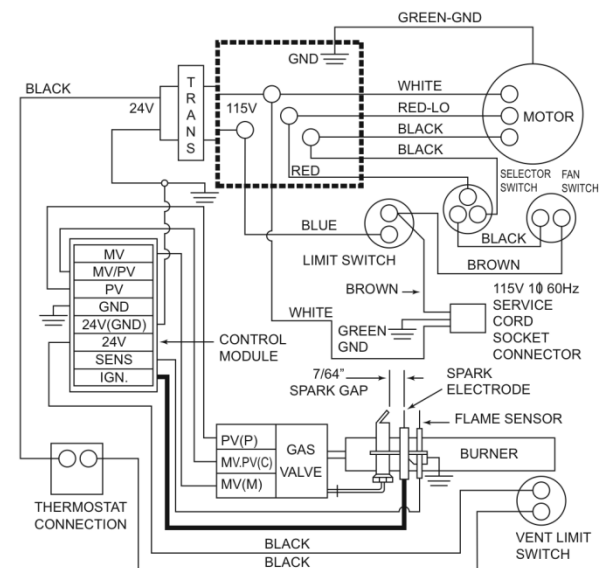 GREEN-GND
GND
WHITE
BLACK
TRANS
24V
115V
RED-LO
MOTOR
BLACK
BLACK
RED
SELECTOR
SWITCH
FAN
SWITCH
BLUE
BLACK
LIMIT SWITCH
BROWN
MV
MV/PV
PV
GND
24V(GND)
24V
SENS
IGN.
CONTROL
MODULE
BROWN
WHITE
GREEN
GND
115V 1ϕ 60Hz
SERVICE
CORD
SOCKET
CONNECTOR
7/64"
SPARK GAP
SPARK
ELECTRODE
FLAME SENSOR
PV(P)
MV.PV(C)
MV(M)
GAS
VALVE
BURNER
THERMOSTAT
CONNECTION
BLACK
BLACK
VENT LIMIT
SWITCH